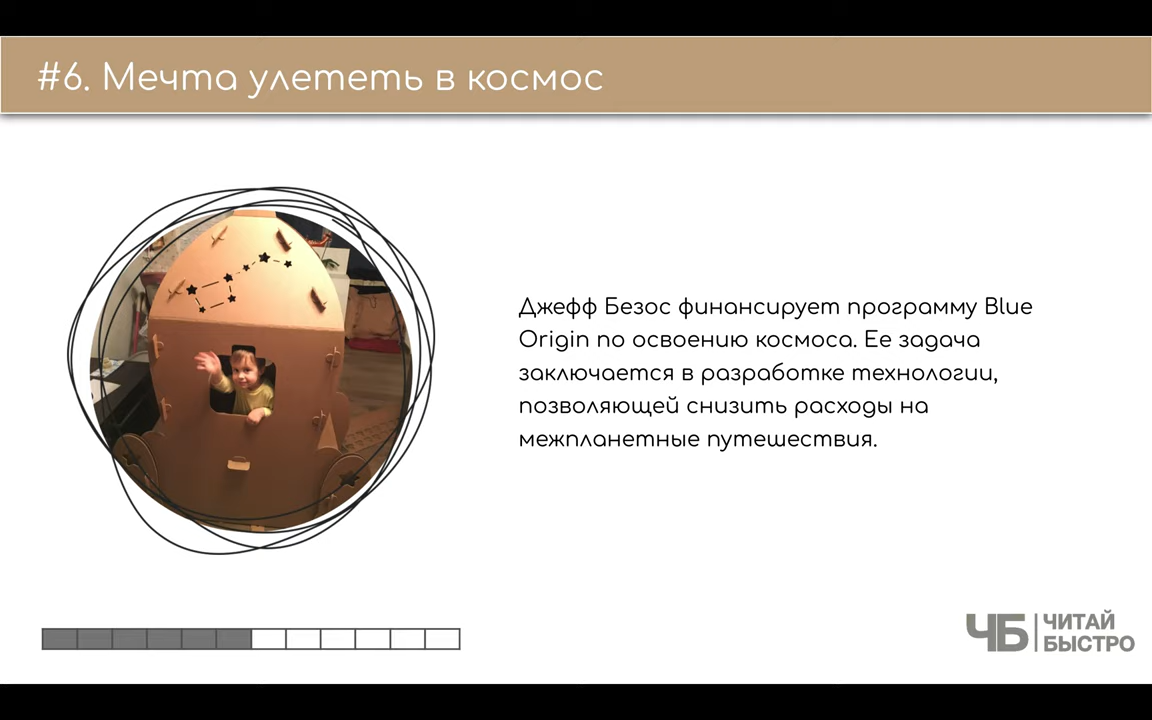 #6. Мечта улететь в космос
Джефф Безос финансирует программу Blue
Origin по освоению космоса. Ее задача
заключается в разработке технологии,
позволяющей снизить расходы на
межпланетные путешествия.
ЧБ ЧИТАЙ
БЫСТРО